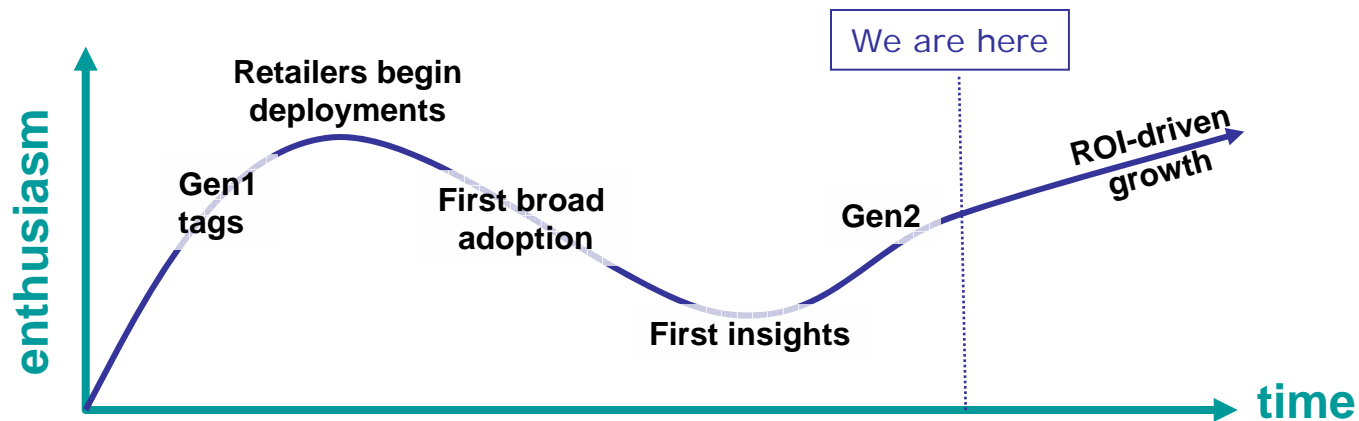 We are here
Retailers begin
deployments
ROI-driven
growth
Gen1
tags
First broad
adoption
Gen2
First insights
enthusiasm
time